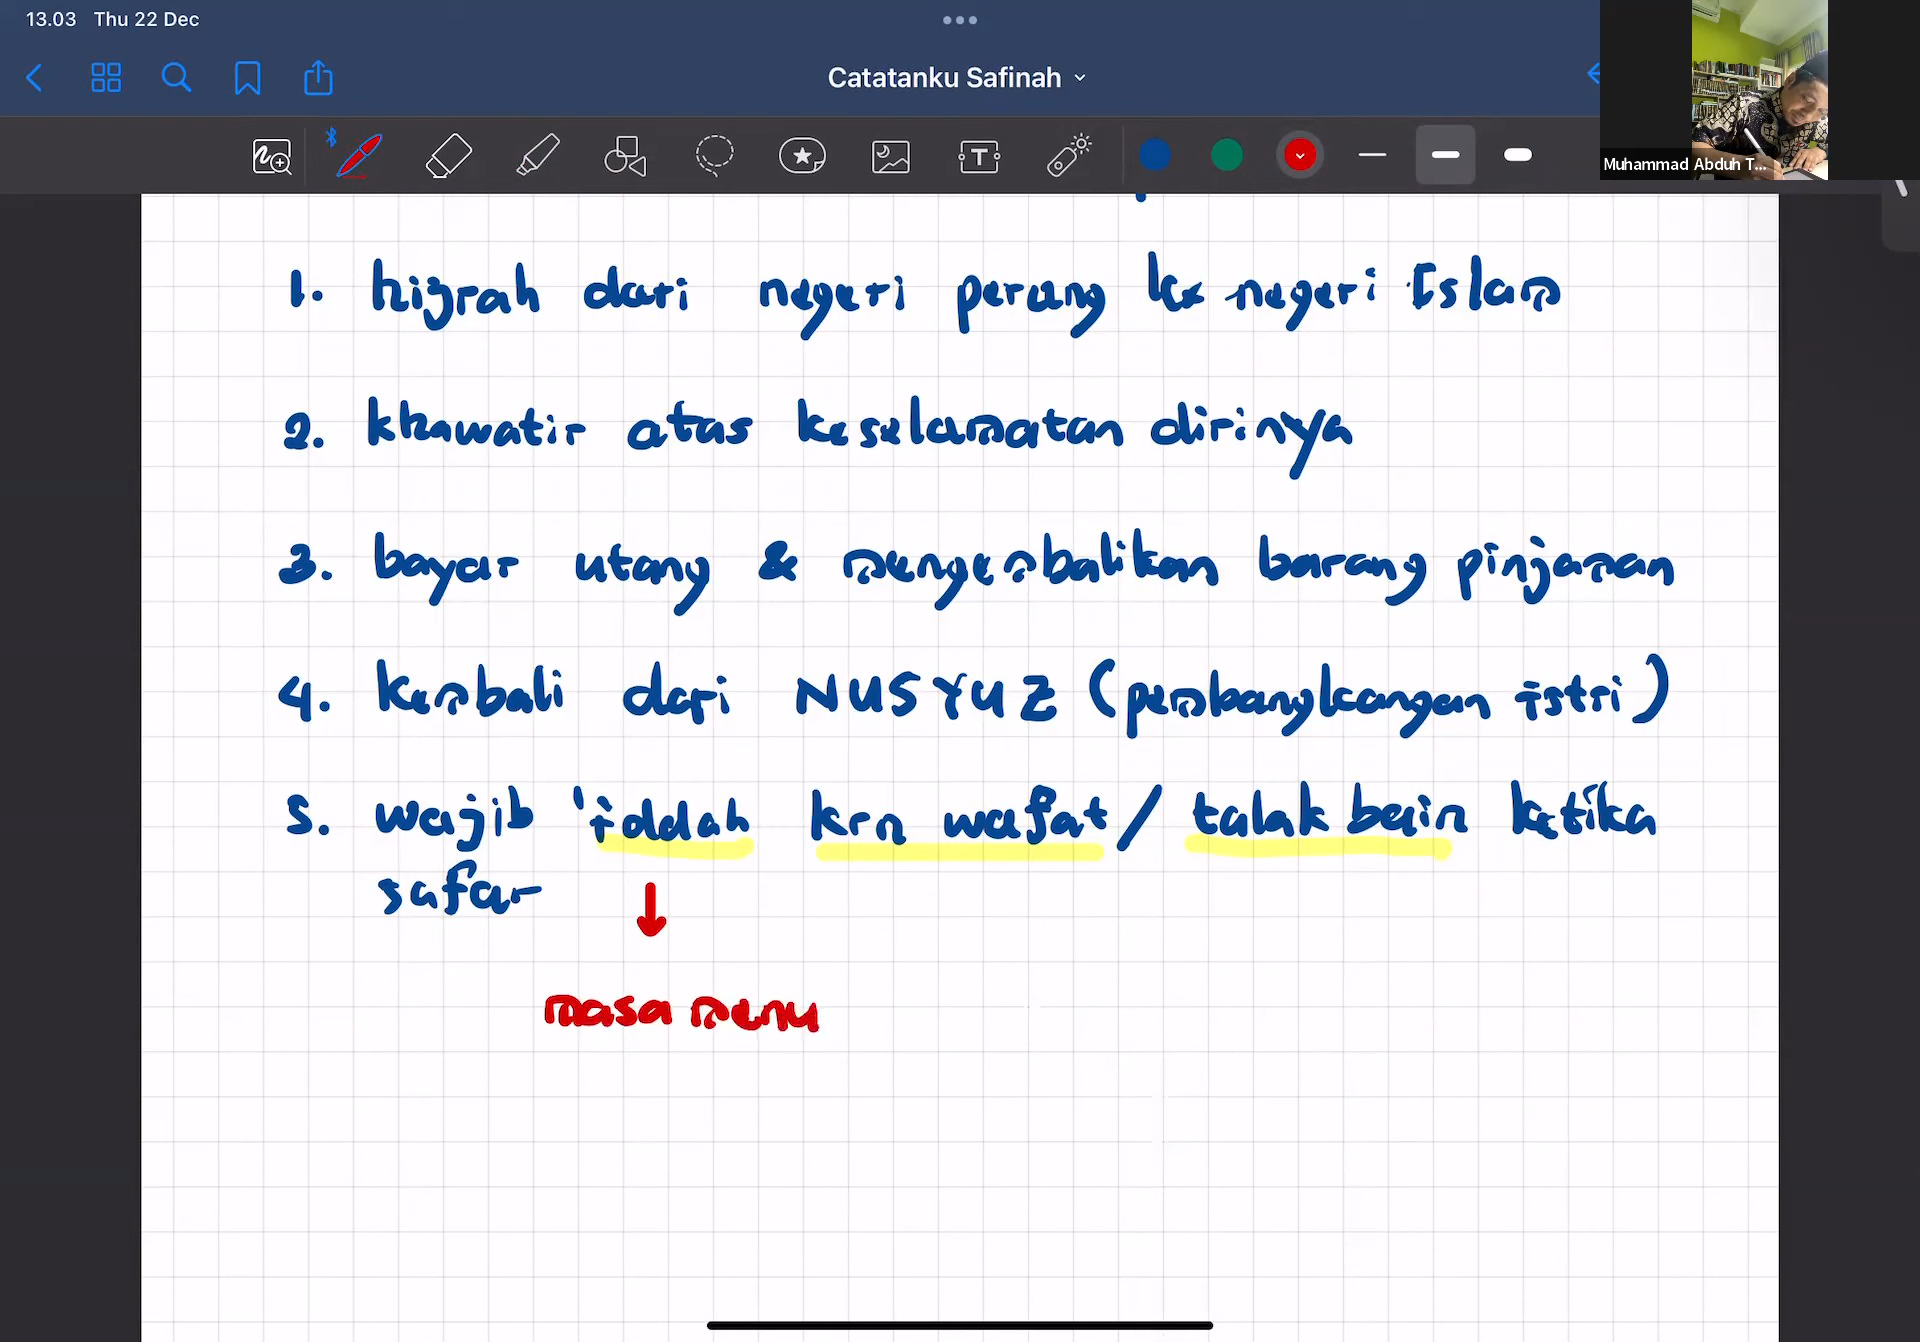 13.03 Thu 22 Dec
Catatanku Safinah
Muhammad Abduh T...
1. hijrah dari negeri perang ke negeri Islam
2. khawatir atas keselamatan dirinya
3. bayar utang & mengembalikan barang pinjaman
4. kembali dari NUSYUZ (pembangkangan istri)
5. wajib 'iddah krn wafat / talak bain ketika
safar
masa menu